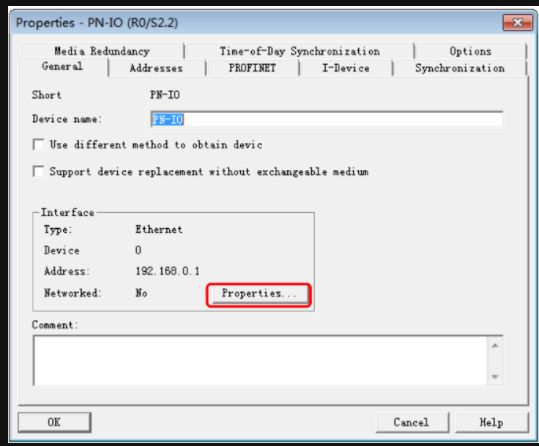 Properties - PN-IO (R0/S2.2)
Media Redundancy Time-of-Day Synchronization Options
General Addresses PROFINET I-Device Synchronization
Short PN-IO
Device name: PN-IO
Use different method to obtain devic
Support device replacement without exchangeable medium
Interface
Type: Ethernet
Device 0
Address: 192.168.0.1
Networked: No Properties...
Comment:
OK Cancel Help